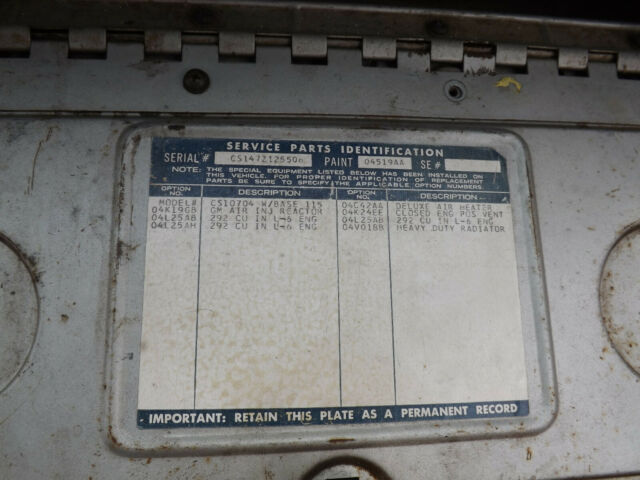 SERVICE PARTS IDENTIFICATION
SERIAL# CS147Z125506 PAINT 04519AA SE#
NOTE: THE SPECIAL EQUIPMENT LISTED BELOW HAS BEEN INSTALLED ON
THIS VEHICLE. FOR PROPER IDENTIFICATION OF REPLACEMENT
PARTS BE SURE TO SPECIFY THE APPLICABLE OPTION NUMBERS.
OPTION NO. DESCRIPTION OPTION NO. DESCRIPTION
MODEL# CS10704 W/BASE 115 04C42AA DELUXE AIR HEATER
04K19GB GM AIR INJ REACTOR 04K24EE CLOSED ENG POS VENT
04L25AB 292 CU IN L-6 ENG 04L25AB 292 CU IN L-6 ENG
04L25AH 292 CU IN L-6 ENG 04V01BB HEAVY DUTY RADIATOR
IMPORTANT: RETAIN THIS PLATE AS A PERMANENT RECORD